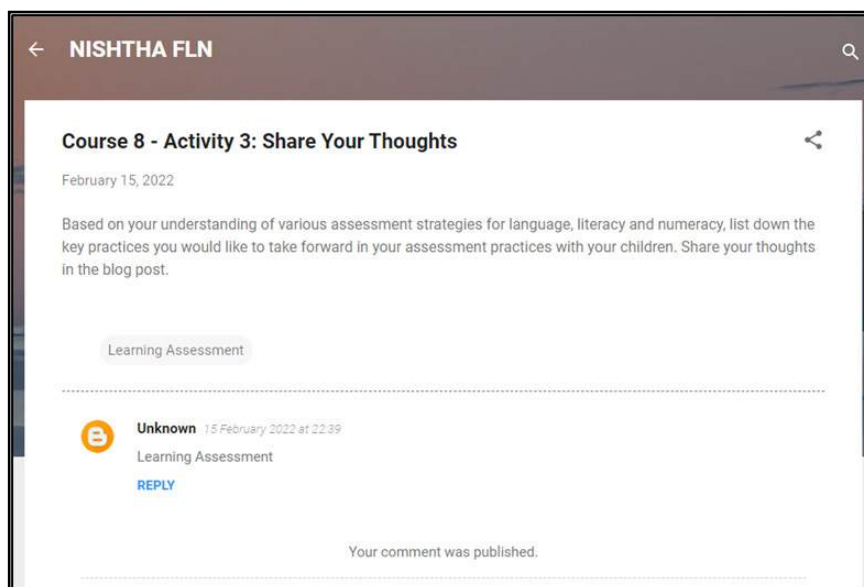 NISHTHA FLN
Course 8 - Activity 3: Share Your Thoughts
February 15, 2022
Based on your understanding of various assessment strategies for language, literacy and numeracy, list down the
key practices you would like to take forward in your assessment practices with your children. Share your thoughts
in the blog post.
Learning Assessment
Unknown 15 February 2022 at 22:39
Learning Assessment
REPLY
Your comment was published.